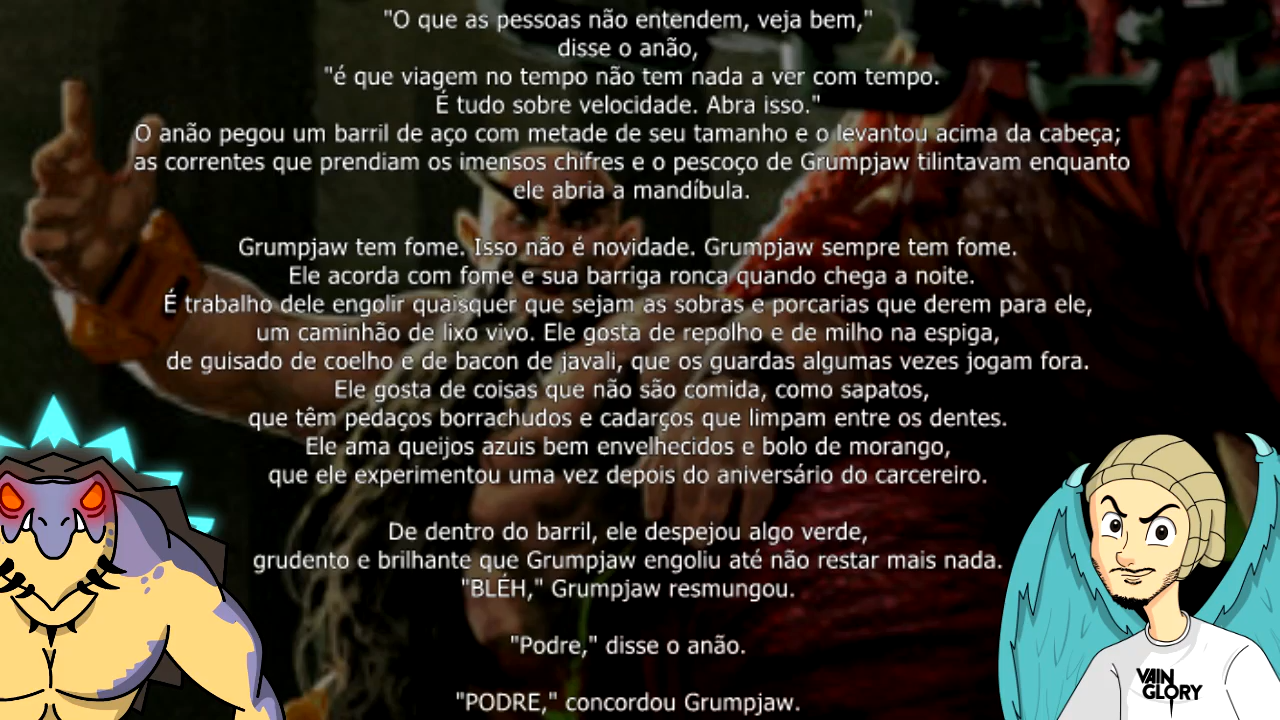 "O que as pessoas não entendem, veja bem,"
disse o anão,
"é que viagem no tempo não tem nada a ver com tempo.
É tudo sobre velocidade. Abra isso."
O anão pegou um barril de aço com metade de seu tamanho e o levantou acima da cabeça;
as correntes que prendiam os imensos chifres e o pescoço de Grumpjaw tilintavam enquanto
ele abria a mandíbula.
Grumpjaw tem fome. Isso não é novidade. Grumpjaw sempre tem fome.
Ele acorda com fome e sua barriga ronca quando chega a noite.
É trabalho dele engolir quaisquer que sejam as sobras e porcarias que derem para ele,
um caminhão de lixo vivo. Ele gosta de repolho e de milho na espiga,
de guisado de coelho e de bacon de javali, que os guardas algumas vezes jogam fora.
Ele gosta de coisas que não são comida, como sapatos,
que têm pedaços borrachudos e cadarços que limpam entre os dentes.
Ele ama queijos azuis bem envelhecidos e bolo de morango,
que ele experimentou uma vez depois do aniversário do carcereiro.
De dentro do barril, ele despejou algo verde,
grudento e brilhante que Grumpjaw engoliu até não restar mais nada.
"BLÉH," Grumpjaw resmungou.
"Podre," disse o anão.
"PODRE," concordou Grumpjaw.
VAIN
GLORY